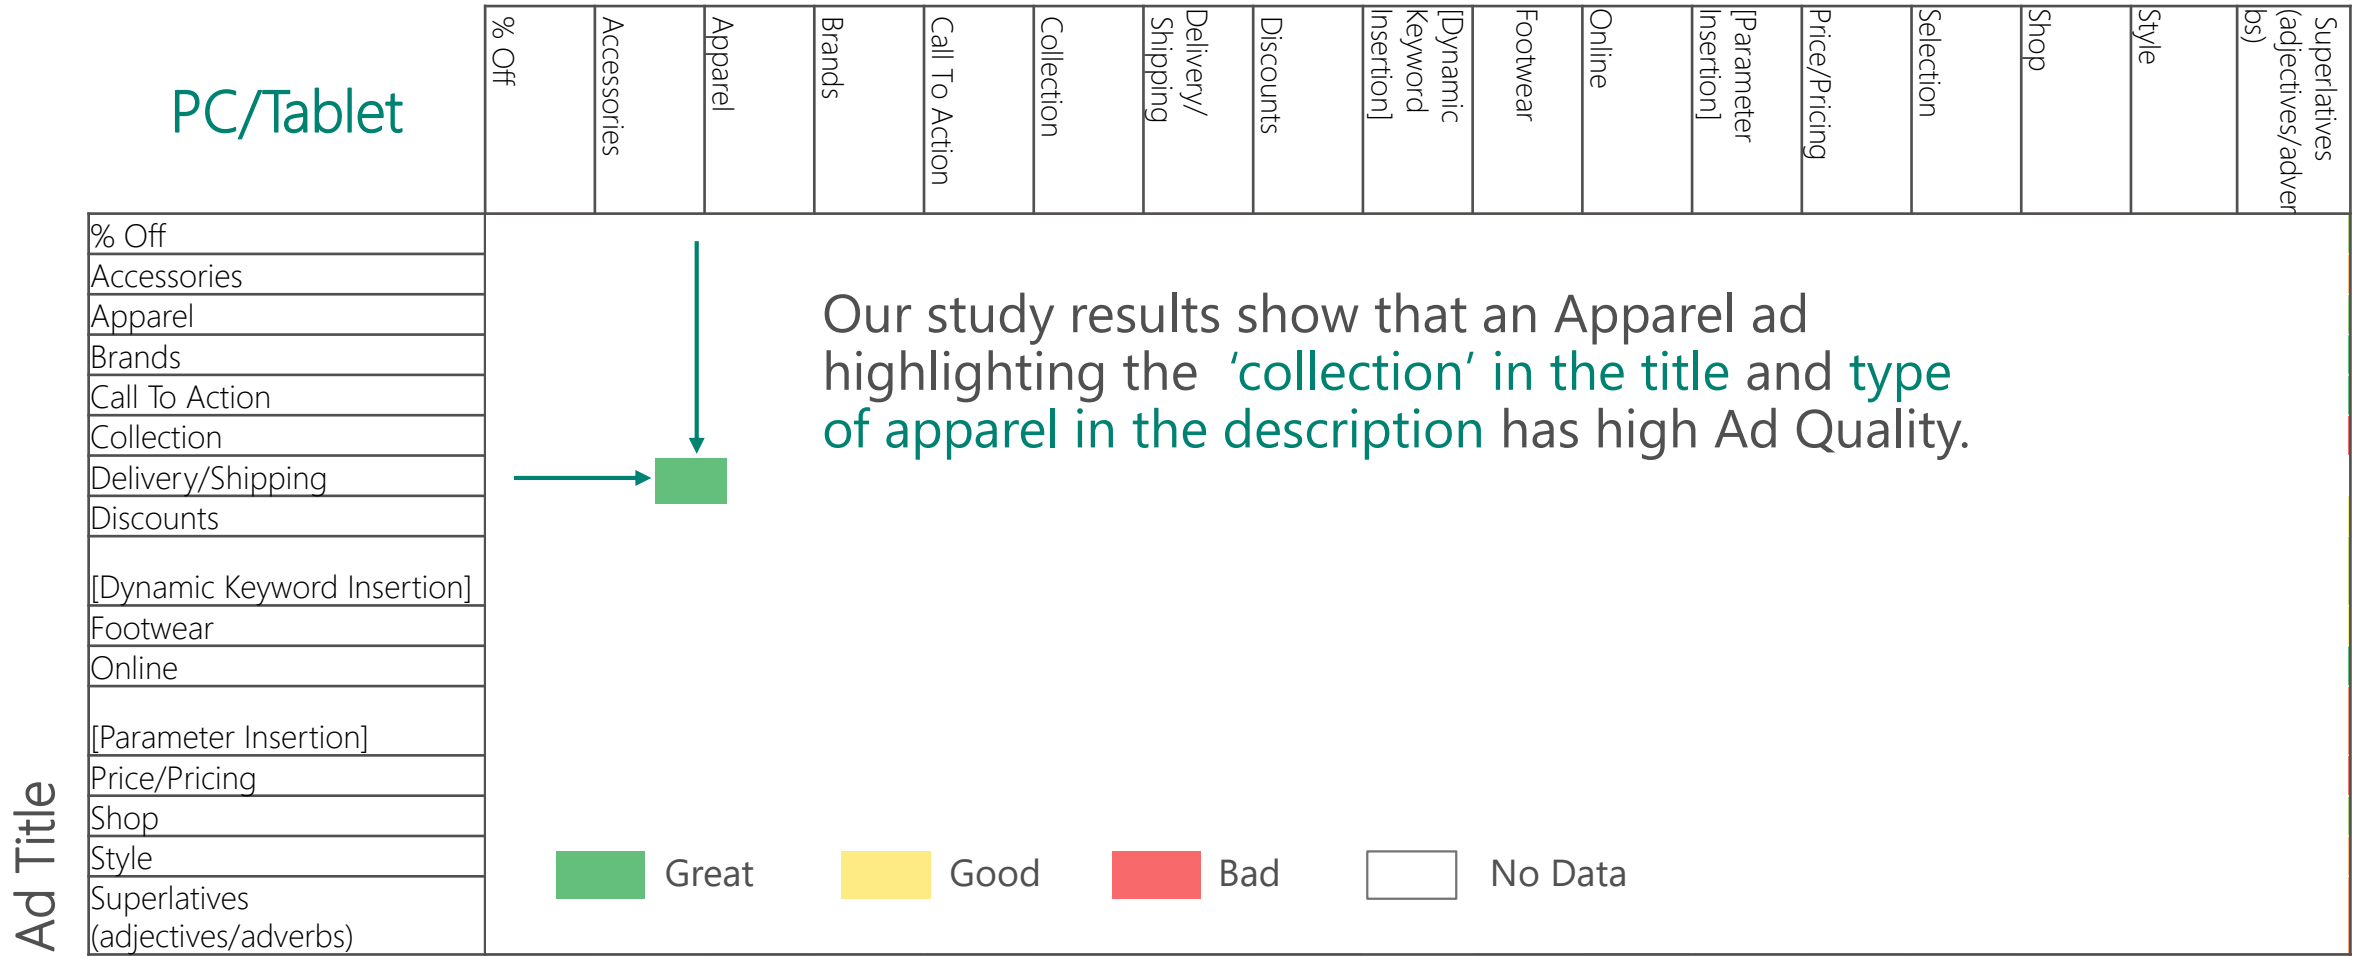 PC/Tablet
% Off
Accessories
Apparel
Brands
Call To Action
Collection
Delivery/
Shipping
Discounts
[Dynamic
Keyword
Insertion]
Footwear
Online
[Parameter
Insertion]
Price/Pricing
Selection
Shop
Style
Superlatives
(adjectives/adver
bs)
% Off
Accessories
Apparel
Brands
Call To Action
Collection
Delivery/Shipping
Discounts
[Dynamic Keyword Insertion]
Footwear
Online
[Parameter Insertion]
Price/Pricing
Shop
Style
Superlatives
(adjectives/adverbs)
Ad Title
Our study results show that an Apparel ad
highlighting the ‘collection’ in the title and type
of apparel in the description has high Ad Quality.
Great
Good
Bad
No Data